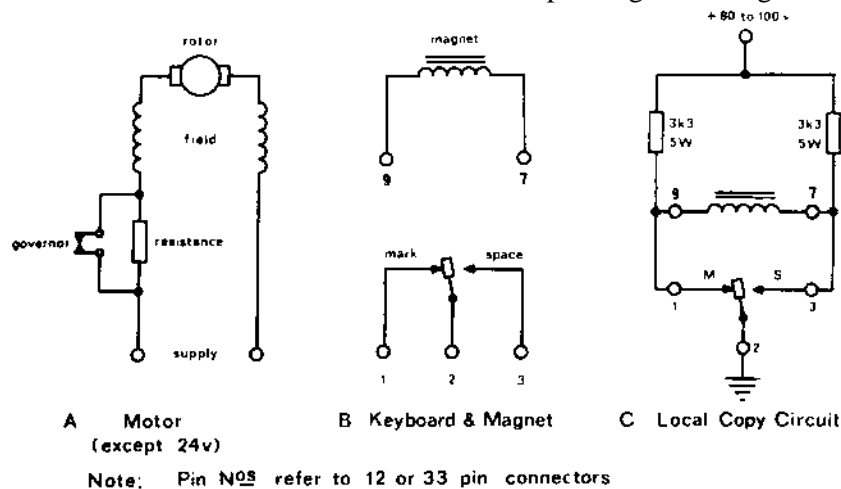 rotor
field
governor
resistance
supply
A Motor
(except 24v)
magnet
9 7
mark space
1 2 3
B Keyboard & Magnet
+ 80 to 100v
3k3
5W
3k3
5W
9 7
M S
1 3
2
C Local Copy Circuit
Note: Pin Nos refer to 12 or 33 pin connectors